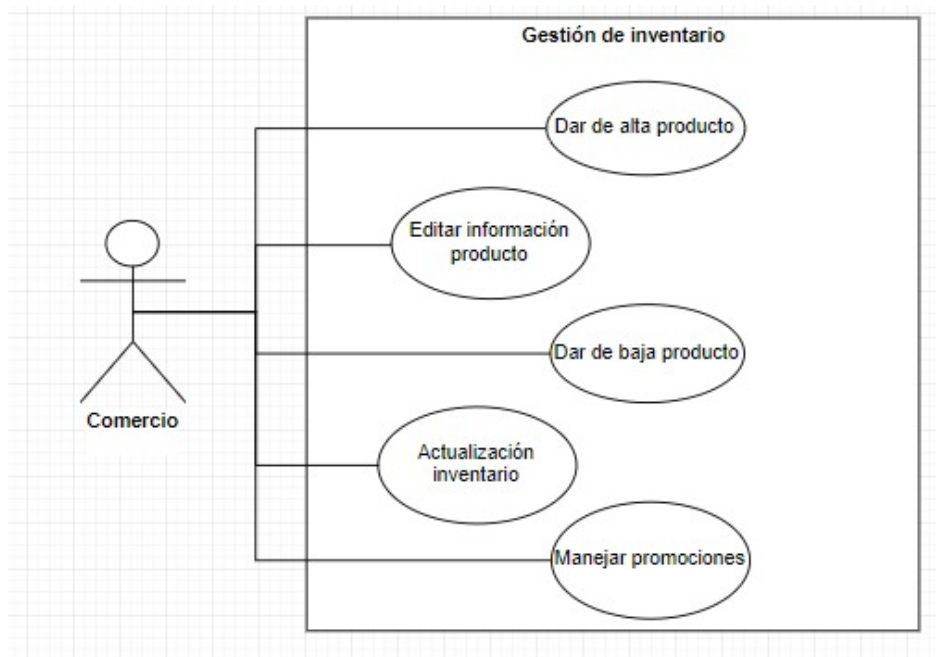 Gestión de inventario
Dar de alta producto
Editar información
producto
Dar de baja producto
Comercio
Actualización
inventario
Manejar promociones